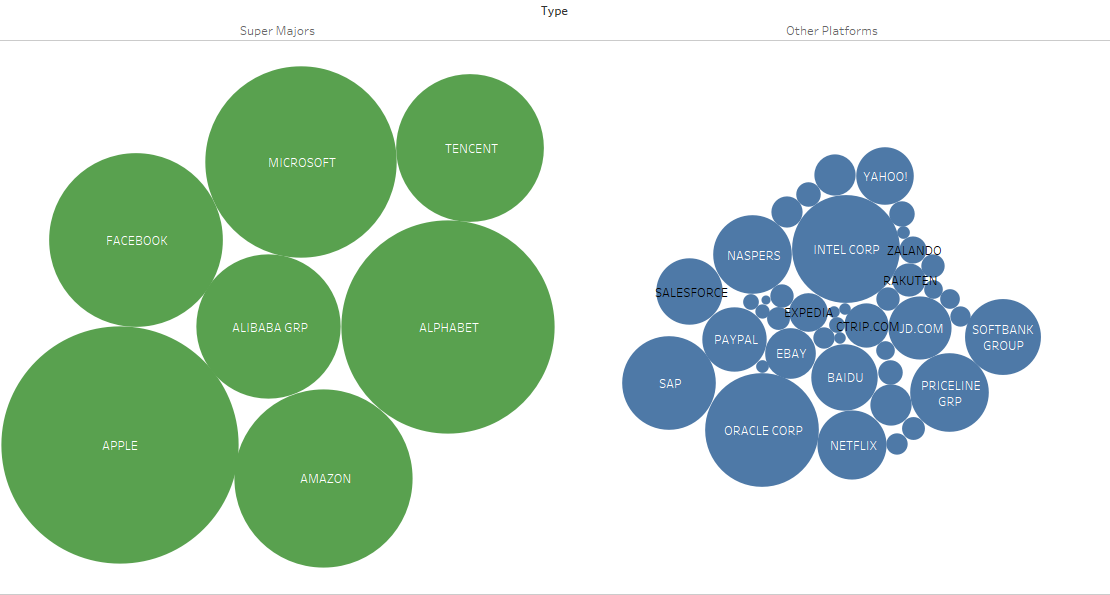 Type
Super Majors
Other Platforms
MICROSOFT
TENCENT
FACEBOOK
ALIBABA GRP
ALPHABET
APPLE
AMAZON
YAHOO!
NASPERS
INTEL CORP
ZALANDO
SALESFORCE
RAKUTEN
EXPEDIA
CTRIP.COM
JD.COM
SOFTBANK
GROUP
PAYPAL
EBAY
SAP
BAIDU
PRICELINE
GRP
ORACLE CORP
NETFLIX